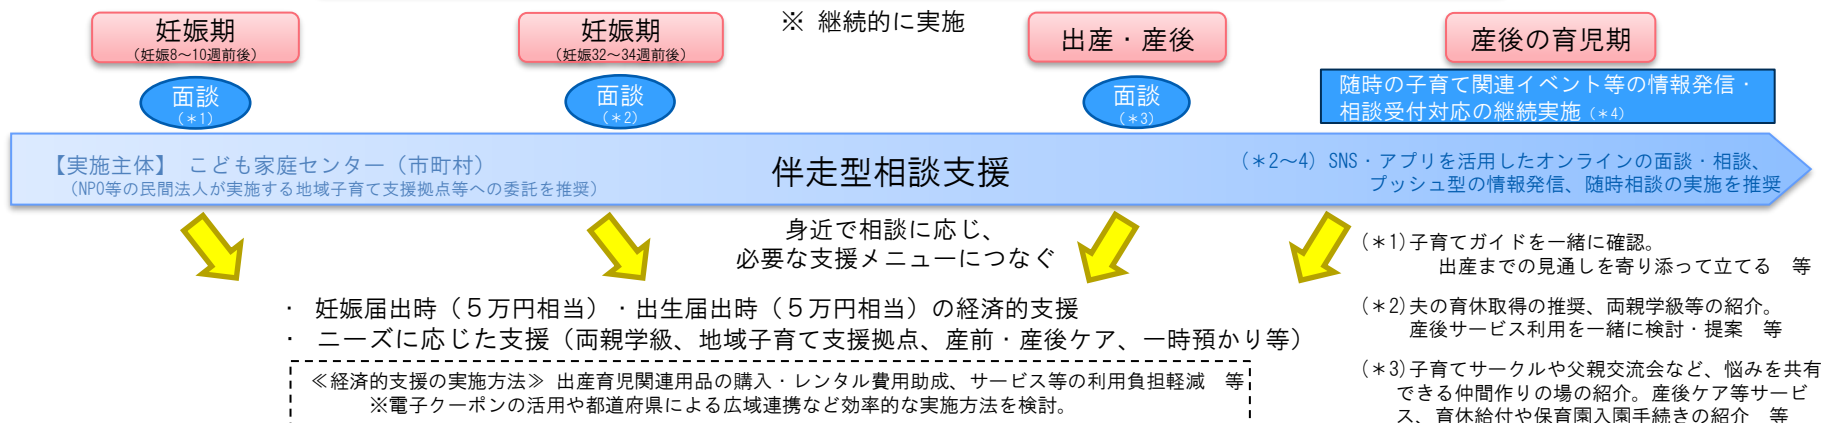 ※ 継続的に実施
妊娠期
（妊娠8～10週前後）
妊娠期
（妊娠32～34週前後）
出産・産後
産後の育児期
面談
（＊1）
面談
（＊2）
面談
（＊3）
随時の子育て関連イベント等の情報発信・
相談受付対応の継続実施（＊4）
【実施主体】 こども家庭センター（市町村）
（NPO等の民間法人が実施する地域子育て支援拠点等への委託を推奨）
伴走型相談支援
（＊2～4）SNS・アプリを活用したオンラインの面談・相談、
プッシュ型の情報発信、随時相談の実施を推奨
身近で相談に応じ、
必要な支援メニューにつなぐ
・ 妊娠届出時（５万円相当）・出生届出時（５万円相当）の経済的支援
・ ニーズに応じた支援（両親学級、地域子育て支援拠点、産前・産後ケア、一時預かり等）
≪経済的支援の実施方法≫ 出産育児関連用品の購入・レンタル費用助成、サービス等の利用負担軽減　等
※電子クーポンの活用や都道府県による広域連携など効率的な実施方法を検討。
（＊1）子育てガイドを一緒に確認。
出産までの見通しを寄り添って立てる　等
（＊2）夫の育休取得の推奨、両親学級等の紹介。
産後サービス利用を一緒に検討・提案　等
（＊3）子育てサークルや父親交流会など、悩みを共有
できる仲間作りの場の紹介。産後ケア等サービ
ス、育休給付や保育園入園手続きの紹介　等